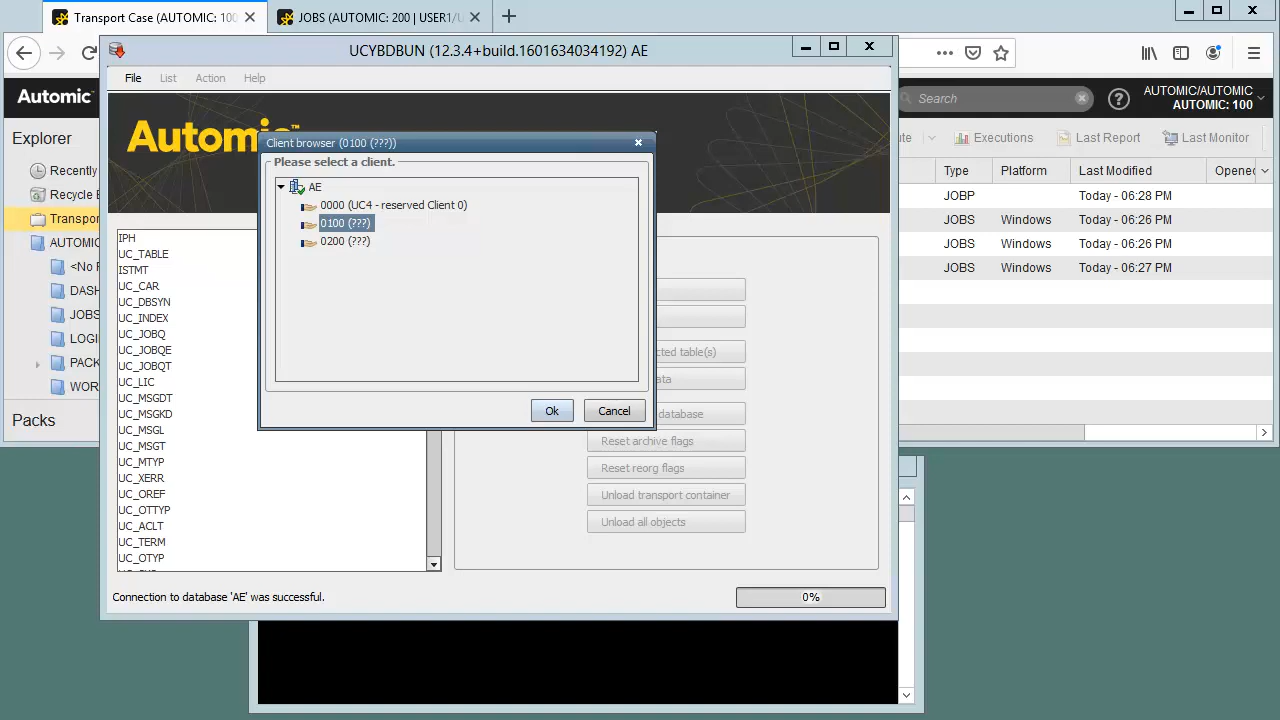 Transport Case (AUTOMIC: 100
JOBS (AUTOMIC: 200 | USER1/U
UCYBDBUN (12.3.4+build.1601634034192) AE
File List Action Help
Automic
Search
AUTOMIC/AUTOMIC
AUTOMIC: 100
Explorer
Executions
Last Report
Last Monitor
Recently
Recycle
Transpor
AUTOMIC
<No
DASH
JOBS
LOGI
PACK
WOR
Packs
Automic™
Client browser (0100 (???))
Please select a client.
AE
0000 (UC4 - reserved Client 0)
0100 (???)
0200 (???)
Ok
Cancel
Type Platform Last Modified Opene
JOBP Today - 06:28 PM
JOBS Windows Today - 06:26 PM
JOBS Windows Today - 06:26 PM
JOBS Windows Today - 06:27 PM
IPH
UC_TABLE
ISTMT
UC_CAR
UC_DBSYN
UC_INDEX
UC_JOBQ
UC_JOBQE
UC_JOBQT
UC_LIC
UC_MSGDT
UC_MSGKD
UC_MSGL
UC_MSGT
UC_MTYP
UC_XERR
UC_OREF
UC_OTTYP
UC_ACLT
UC_TERM
UC_OTYP
cted table(s)
ata
database
Reset archive flags
Reset reorg flags
Unload transport container
Unload all objects
Connection to database 'AE' was successful.
0%